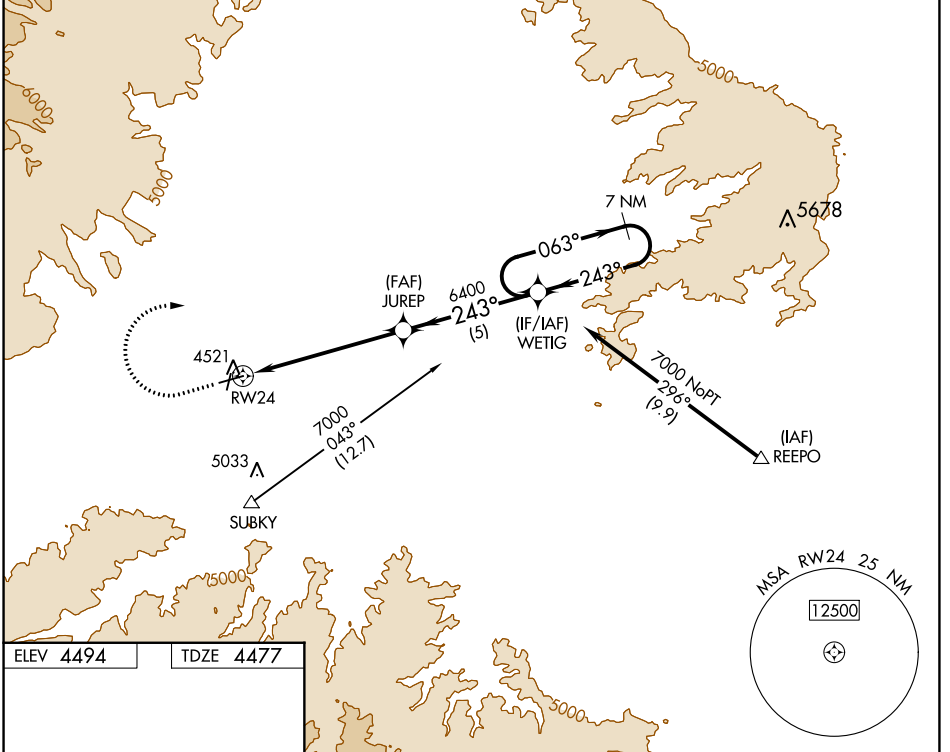 5000
6000
5000
7 NM
5678
063°
243°
(FAF)
JUREP
6400
243°
(5)
(IF/IAF)
WETIG
4521
RW24
7000 NoPT
296°
(9.9)
7000
043°
(12.7)
(IAF)
REEPO
5033
SUBKY
5000
MSA RW24 25 NM
12500
ELEV 4494
TDZE 4477
5000